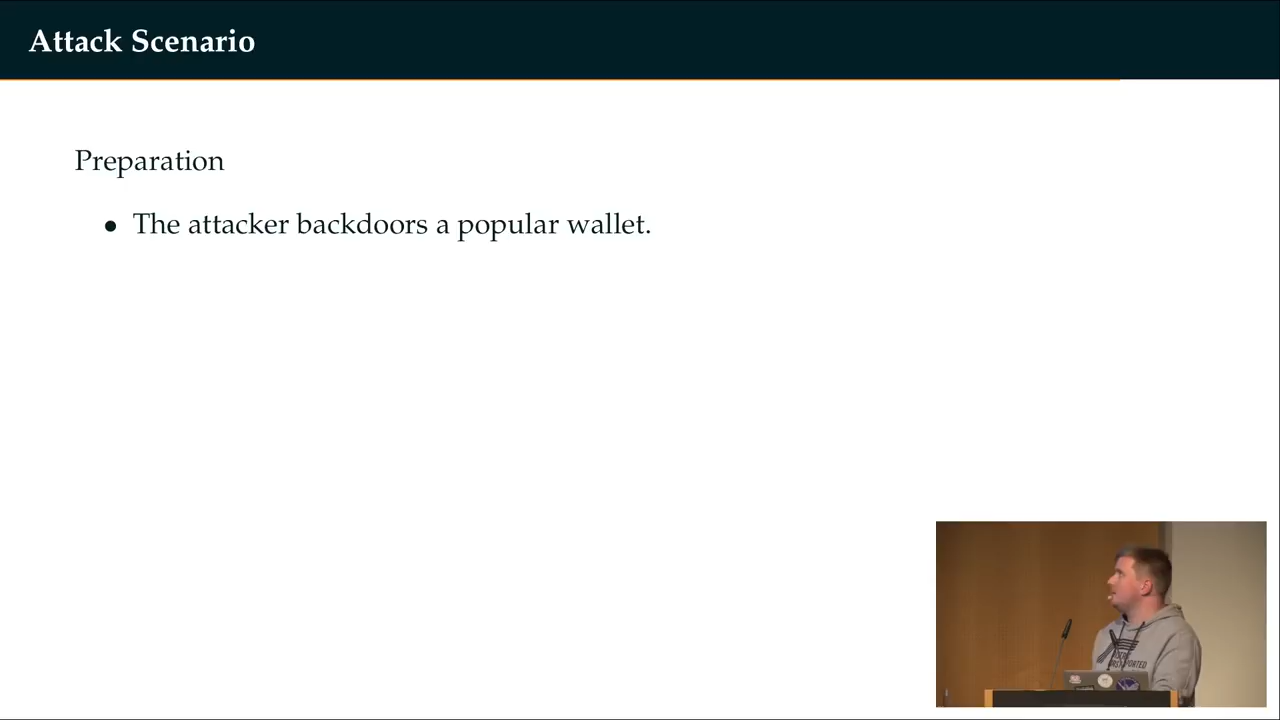 Attack Scenario
Preparation
• The attacker backdoors a popular wallet.